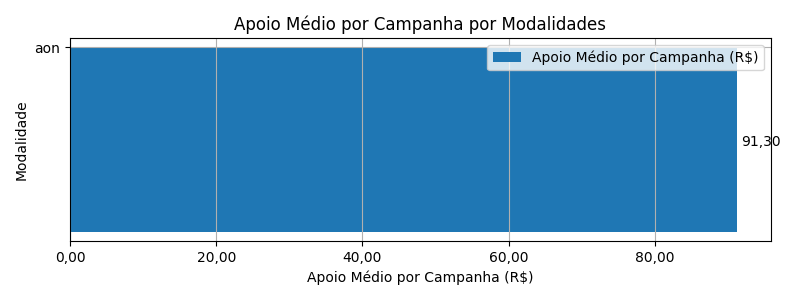 Apoio Médio por Campanha por Modalidades
aon
Apoio Médio por Campanha (R$)
Modalidade
91,30
0,00 20,00 40,00 60,00 80,00
Apoio Médio por Campanha (R$)